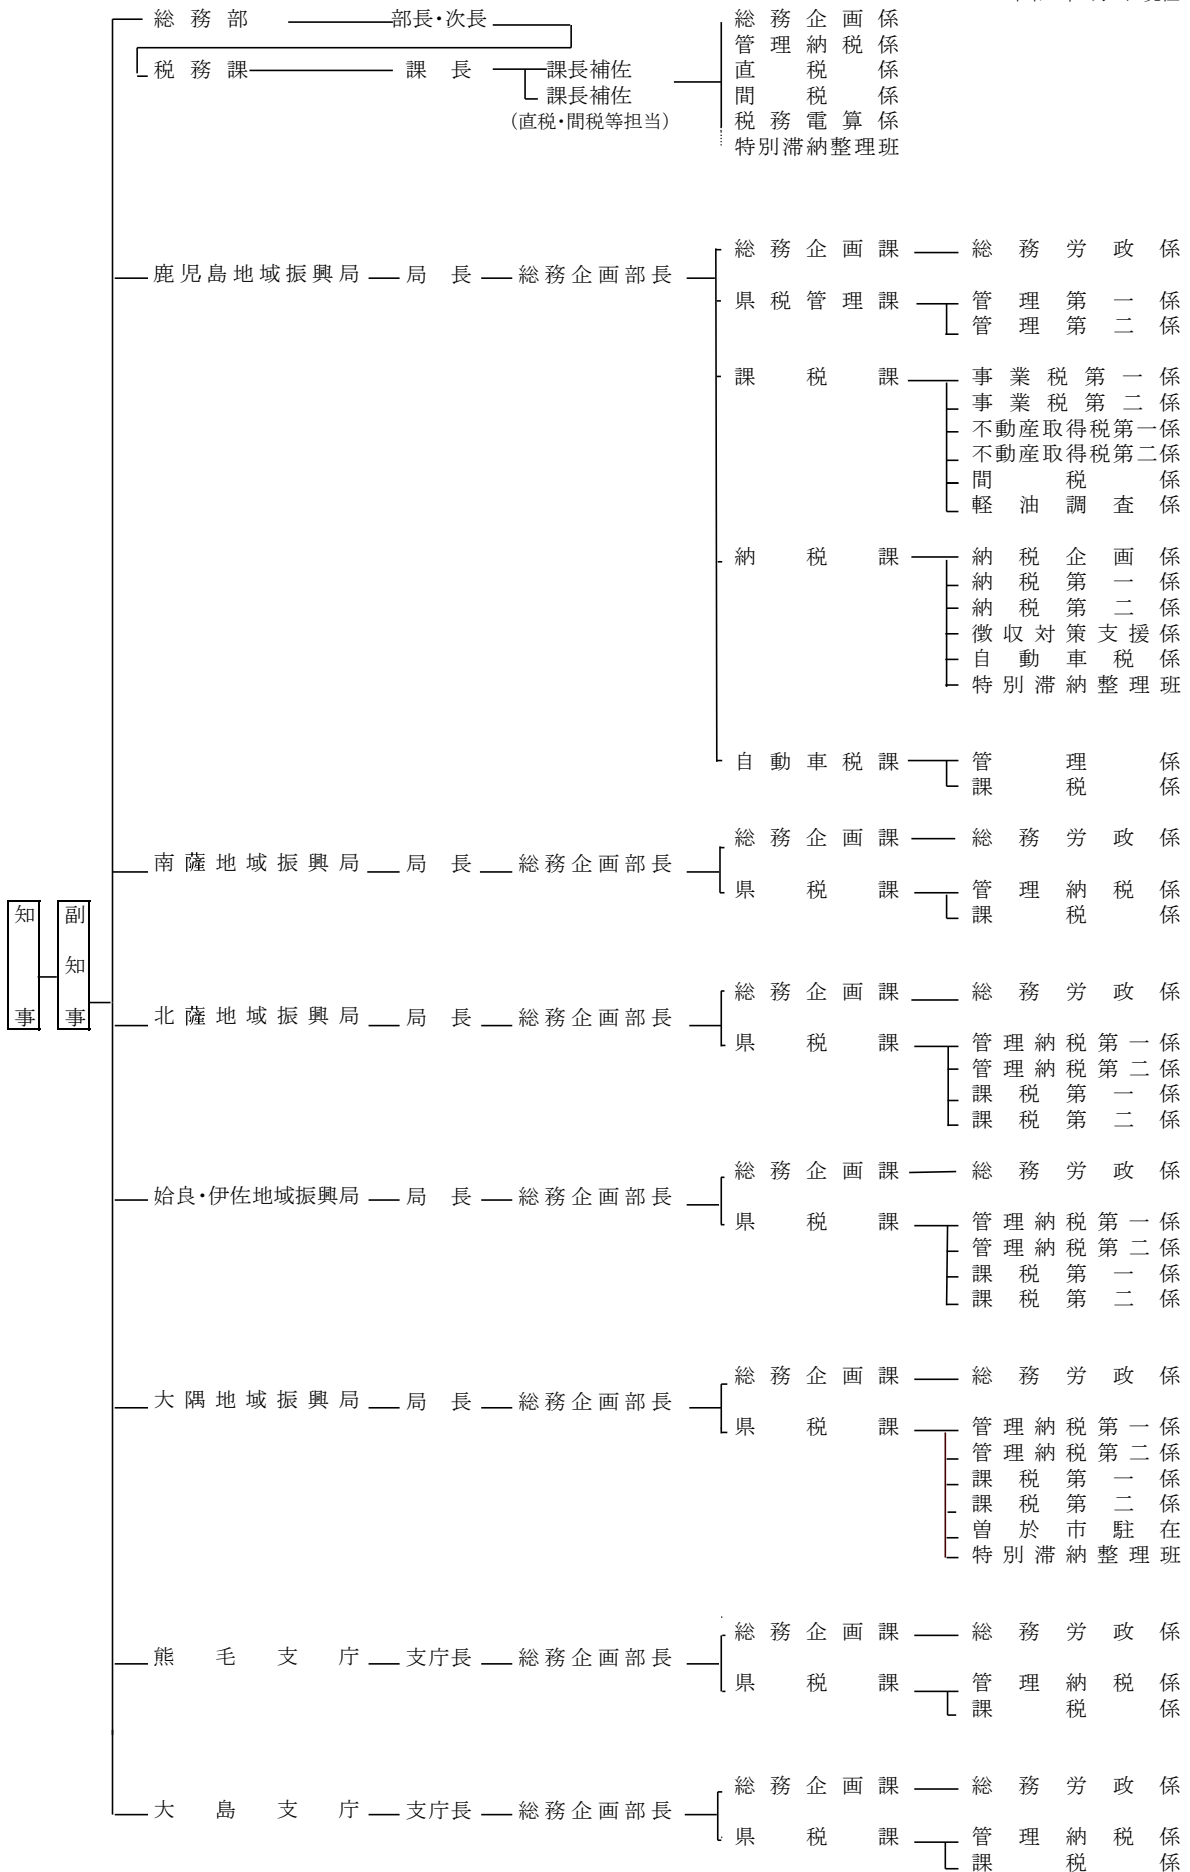 総務部 部長・次長 総務企画係
管理納税係
税務課 課長 課長補佐 直税係
課長補佐 間税係
(直税・間税等担当) 税務電算係
特別滞納整理班
総務企画課 総務労政係
鹿児島地域振興局 局長 総務企画部長
県税管理課 管理第一係
管理第二係
課税課 事業税第一係
事業税第二係
不動産取得税第一係
不動産取得税第二係
間税係
軽油調査係
納税課 納税企画係
納税第一係
納税第二係
徴収対策支援係
自動車税係
特別滞納整理班
自動車税課 管理係
課税係
総務企画課 総務労政係
南薩地域振興局 局長 総務企画部長
県税課 管理納税係
課税係
知事 副知事
総務企画課 総務労政係
北薩地域振興局 局長 総務企画部長
県税課 管理納税第一係
管理納税第二係
課税第一係
課税第二係
総務企画課 総務労政係
姶良・伊佐地域振興局 局長 総務企画部長
県税課 管理納税第一係
管理納税第二係
課税第一係
課税第二係
総務企画課 総務労政係
大隅地域振興局 局長 総務企画部長
県税課 管理納税第一係
管理納税第二係
課税第一係
課税第二係
曽於市駐在
特別滞納整理班
総務企画課 総務労政係
熊毛支庁 支庁長 総務企画部長
県税課 管理納税係
課税係
総務企画課 総務労政係
大島支庁 支庁長 総務企画部長
県税課 管理納税係
課税係